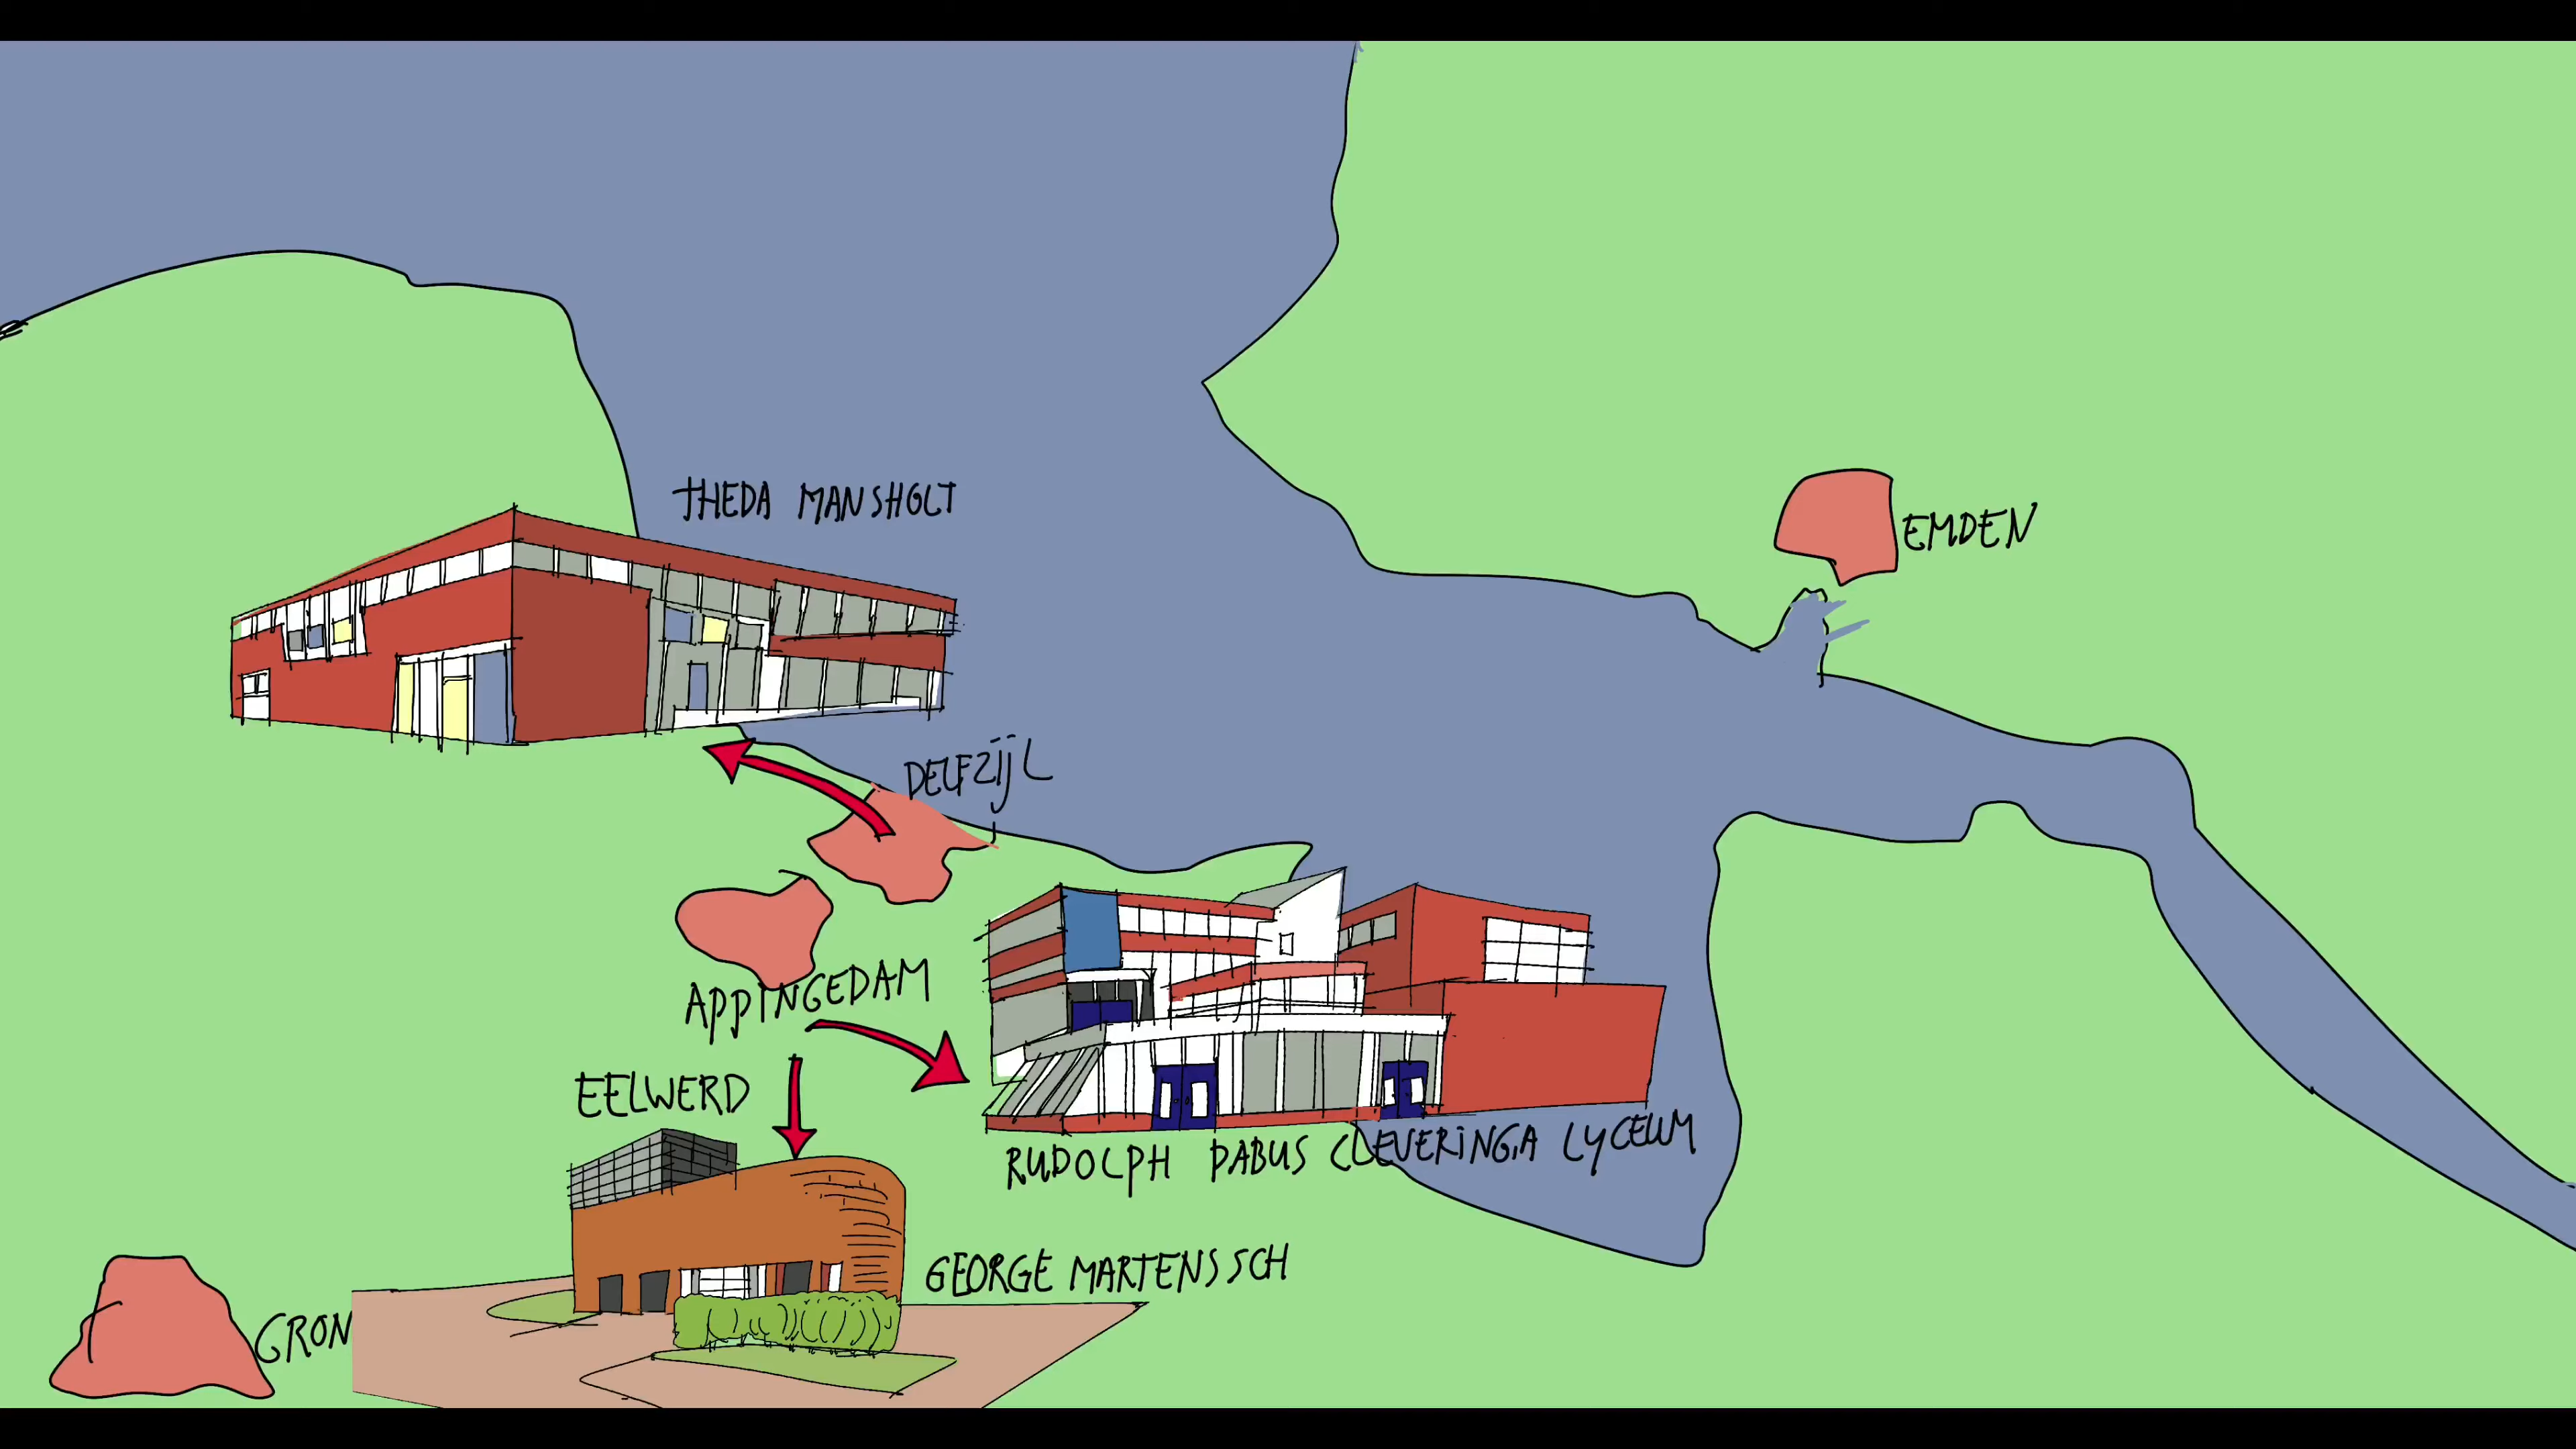 THEDA MANSHOLT
EMDEN
DELFZIJL
APPINGEDAM
EELWERD
RUDOLPH PABUS CLEVERINGA LYCEUM
GEORGE MARTENS SCH
GRON